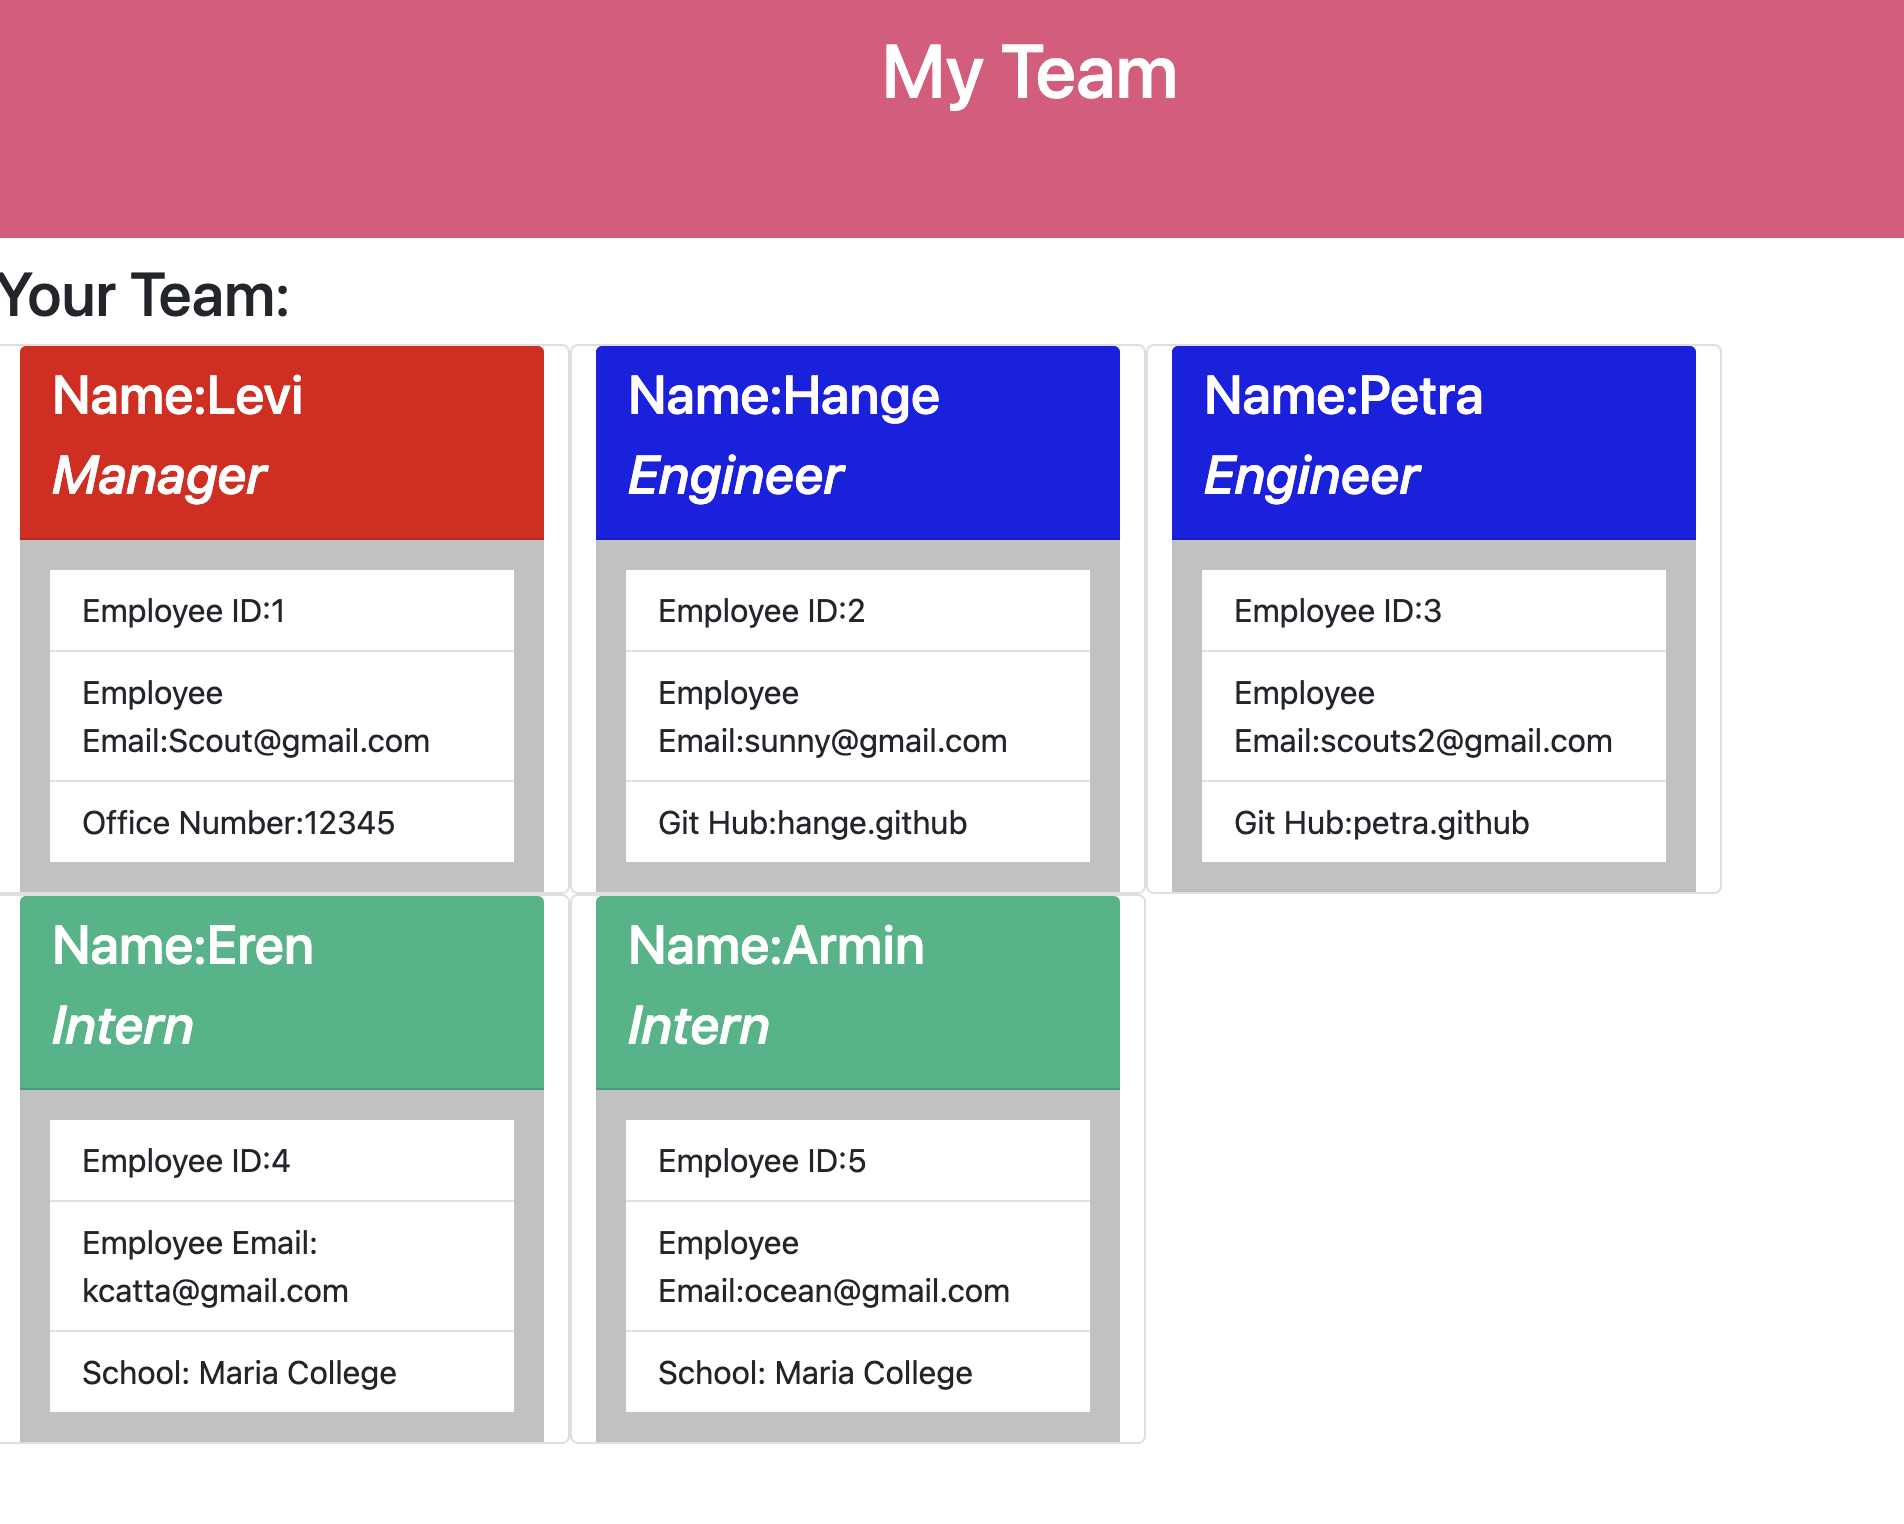 My Team
Your Team:
Name:Levi
Manager
Employee ID:1
Employee
Email:Scout@gmail.com
Office Number:12345
Name:Hange
Engineer
Employee ID:2
Employee
Email:sunny@gmail.com
Git Hub:hange.github
Name:Petra
Engineer
Employee ID:3
Employee
Email:scouts2@gmail.com
Git Hub:petra.github
Name:Eren
Intern
Employee ID:4
Employee Email:
kcatta@gmail.com
School: Maria College
Name:Armin
Intern
Employee ID:5
Employee
Email:ocean@gmail.com
School: Maria College